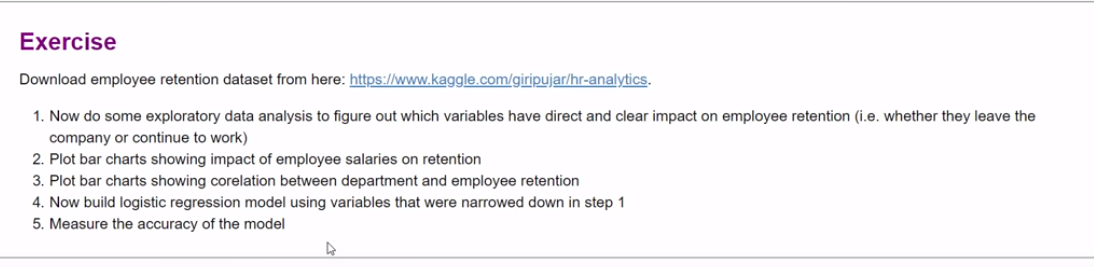 Exercise
Download employee retention dataset from here: https://www.kaggle.com/giripujar/hr-analytics.
1. Now do some exploratory data analysis to figure out which variables have direct and clear impact on employee retention (i.e. whether they leave the
company or continue to work)
2. Plot bar charts showing impact of employee salaries on retention
3. Plot bar charts showing corelation between department and employee retention
4. Now build logistic regression model using variables that were narrowed down in step 1
5. Measure the accuracy of the model